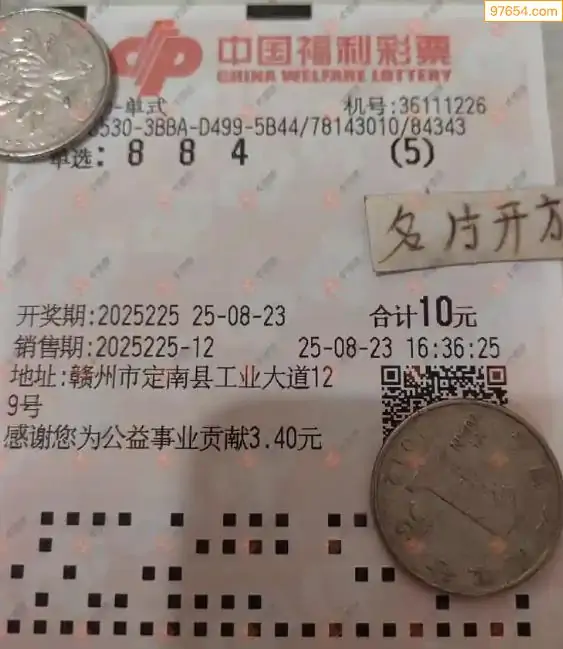 97654.com
中国福利彩票
CHINA WELFARE LOTTERY
-单式 机号:36111226
530-3BBA-D499-5B44/78143010/84343
单选: 8 8 4 (5)
名片开方
开奖期:2025225 25-08-23 合计10元
销售期:2025225-12 25-08-23 16:36:25
地址:赣州市定南县工业大道12
9号
感谢您为公益事业贡献3.40元